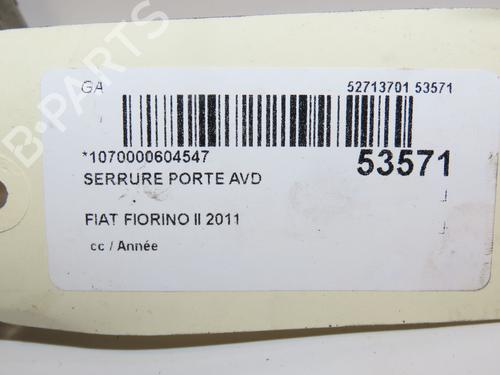 GA
52713701 53571
*1070000604547
53571
SERRURE PORTE AVD
FIAT FIORINO II 2011
cc / Année
B-PARTS